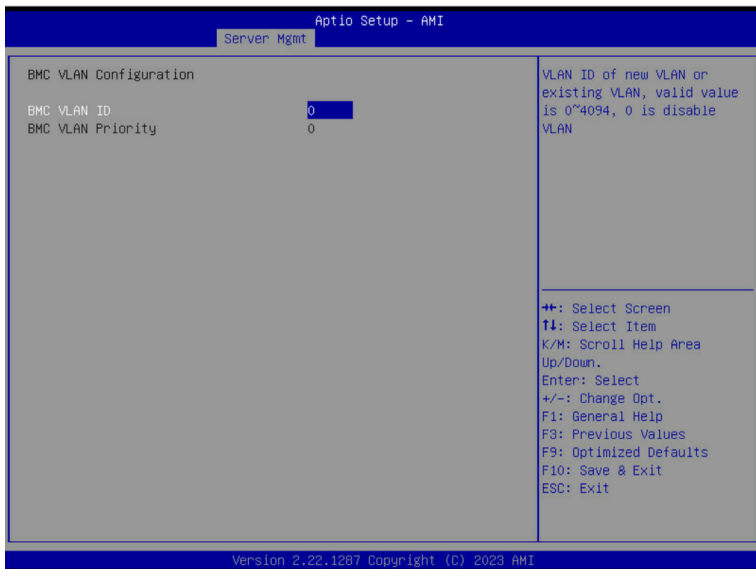 Aptio Setup – AMI
Server Mgmt
BMC VLAN Configuration
BMC VLAN ID 0
BMC VLAN Priority 0
VLAN ID of new VLAN or
existing VLAN, valid value
is 0~4094, 0 is disable
VLAN
→←: Select Screen
↑↓: Select Item
K/M: Scroll Help Area
Up/Down.
Enter: Select
+/-: Change Opt.
F1: General Help
F3: Previous Values
F9: Optimized Defaults
F10: Save & Exit
ESC: Exit
Version 2.22.1287 Copyright (C) 2023 AMI